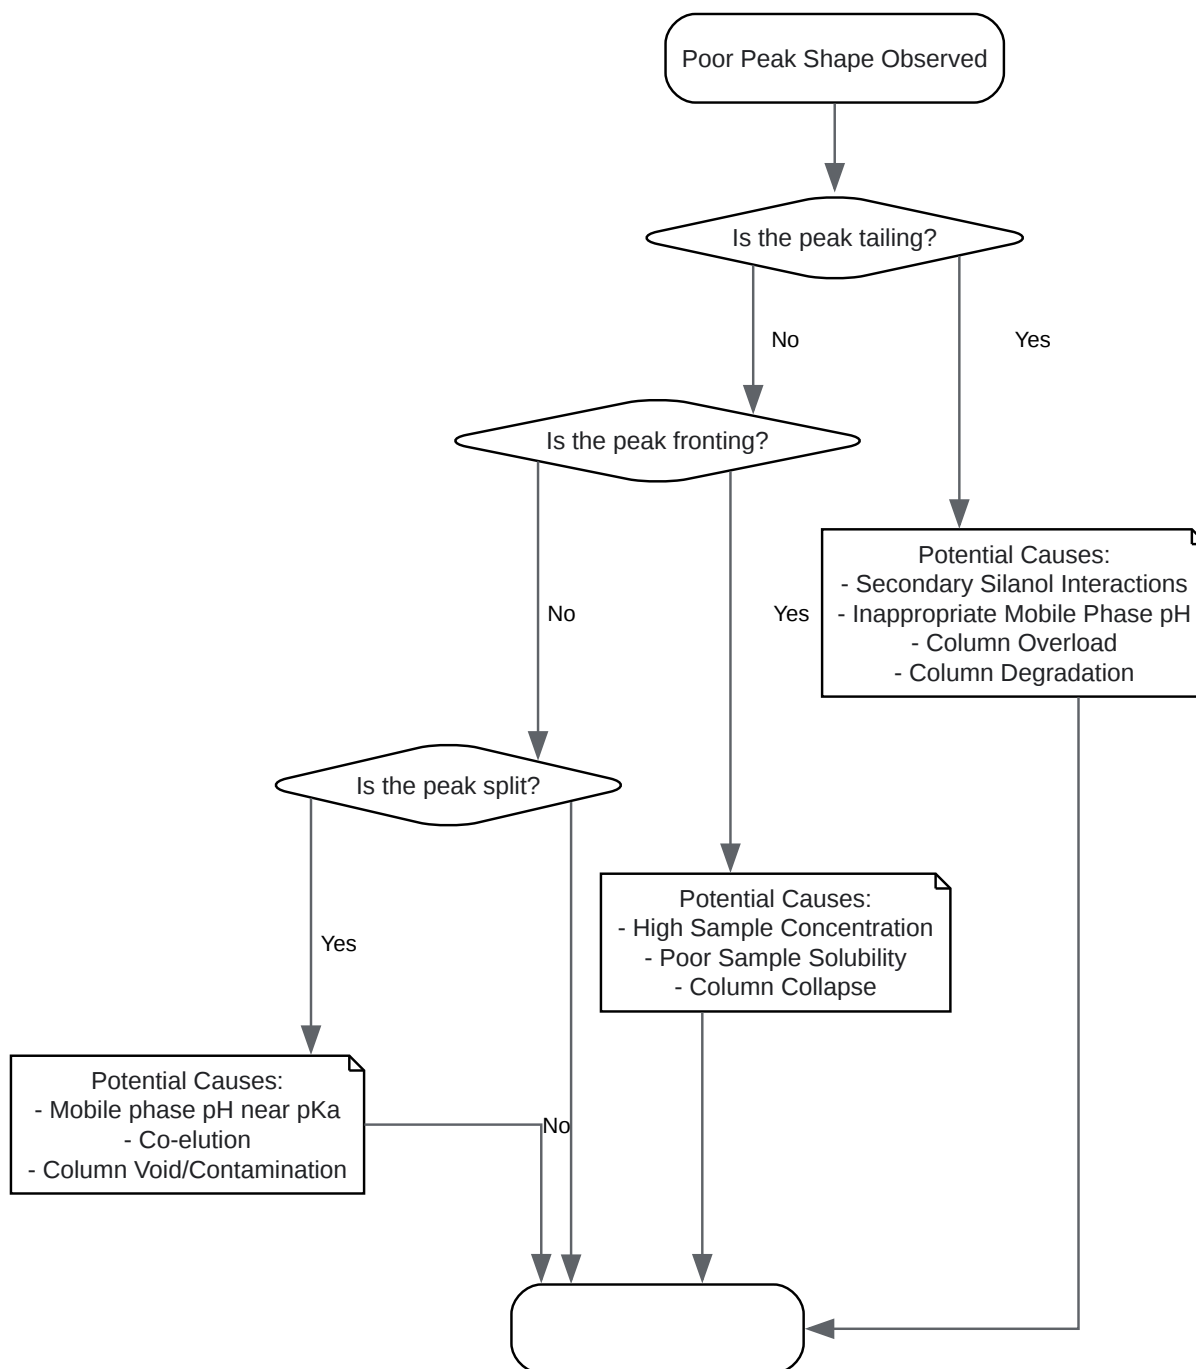 Poor Peak Shape Observed
Is the peak tailing?
No
Yes
Is the peak fronting?
No
Yes
Potential Causes:
- Secondary Silanol Interactions
- Inappropriate Mobile Phase pH
- Column Overload
- Column Degradation
Is the peak split?
Potential Causes:
- High Sample Concentration
- Poor Sample Solubility
- Column Collapse
Yes
Potential Causes:
- Mobile phase pH near pKa
- Co-elution
- Column Void/Contamination
No